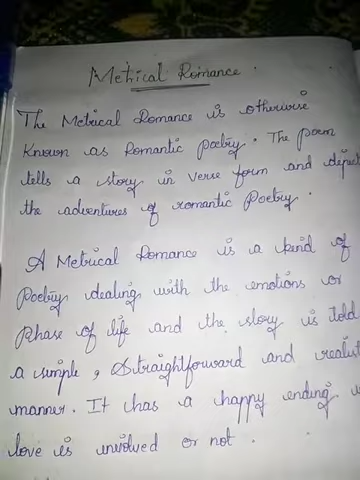 Metrical Romance.
The Metrical Romance is otherwise
known as Romantic poetry. The poem
tells a story in verse form and depict
the adventures of romantic Poetry.
A Metrical Romance is a kind of
Poetry dealing with the emotions or
Phase of life and the story is Told
a simple, Straightforward and realist
manner. It has a happy ending w
love is involved or not.